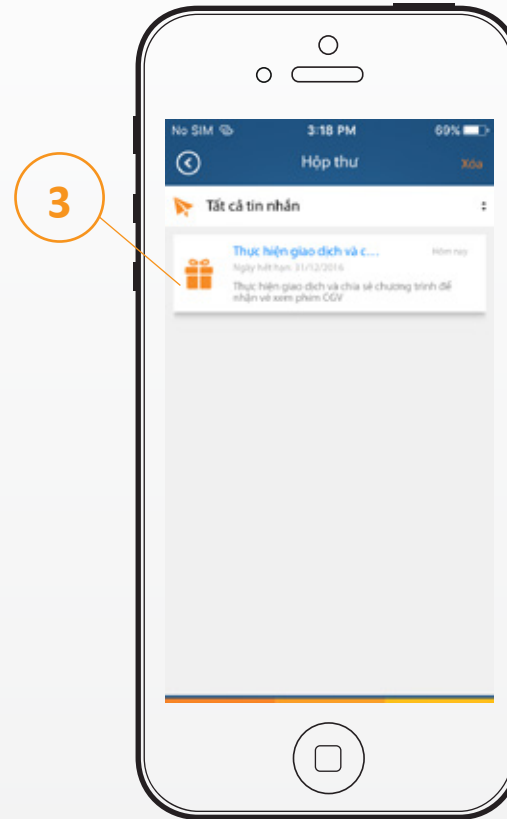 No SIM 3:18 PM 69%
Hộp thư Xóa
3
Tất cả tin nhắn
Thực hiện giao dịch và c... Hôm nay
Ngày hết hạn: 31/12/2016
Thực hiện giao dịch và chia sẻ chương trình để
nhận vé xem phim CGV